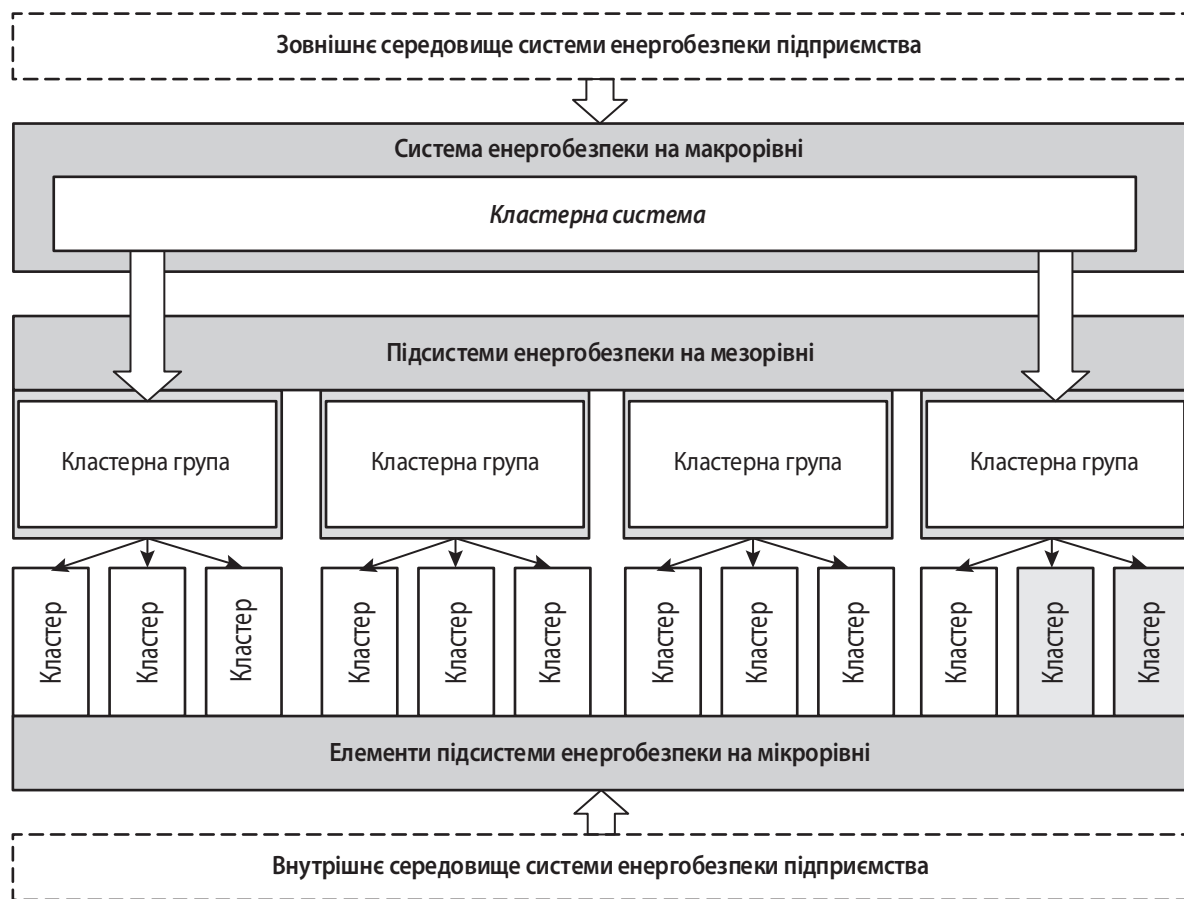 Зовнішнє середовище системи енергобезпеки підприємства
Система енергобезпеки на макрорівні
Кластерна система
Підсистеми енергобезпеки на мезорівні
Кластерна група
Кластерна група
Кластерна група
Кластерна група
Кластер
Кластер
Кластер
Кластер
Кластер
Кластер
Кластер
Кластер
Кластер
Кластер
Кластер
Кластер
Елементи підсистеми енергобезпеки на мікрорівні
Внутрішнє середовище системи енергобезпеки підприємства